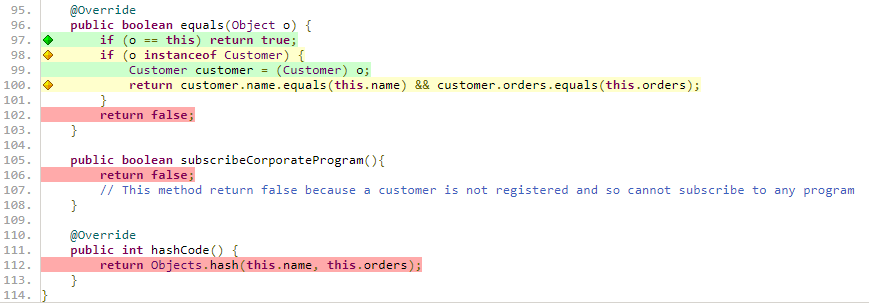 95.     @Override
96.     public boolean equals(Object o) {
97.         if (o == this) return true;
98.         if (o instanceof Customer) {
99.             Customer customer = (Customer) o;
100.             return customer.name.equals(this.name) && customer.orders.equals(this.orders);
101.         }
102.         return false;
103.     }
104.
105.     public boolean subscribeCorporateProgram(){
106.         return false;
107.         // This method return false because a customer is not registered and so cannot subscribe to any program
108.     }
109.
110.     @Override
111.     public int hashCode() {
112.         return Objects.hash(this.name, this.orders);
113.     }
114. }